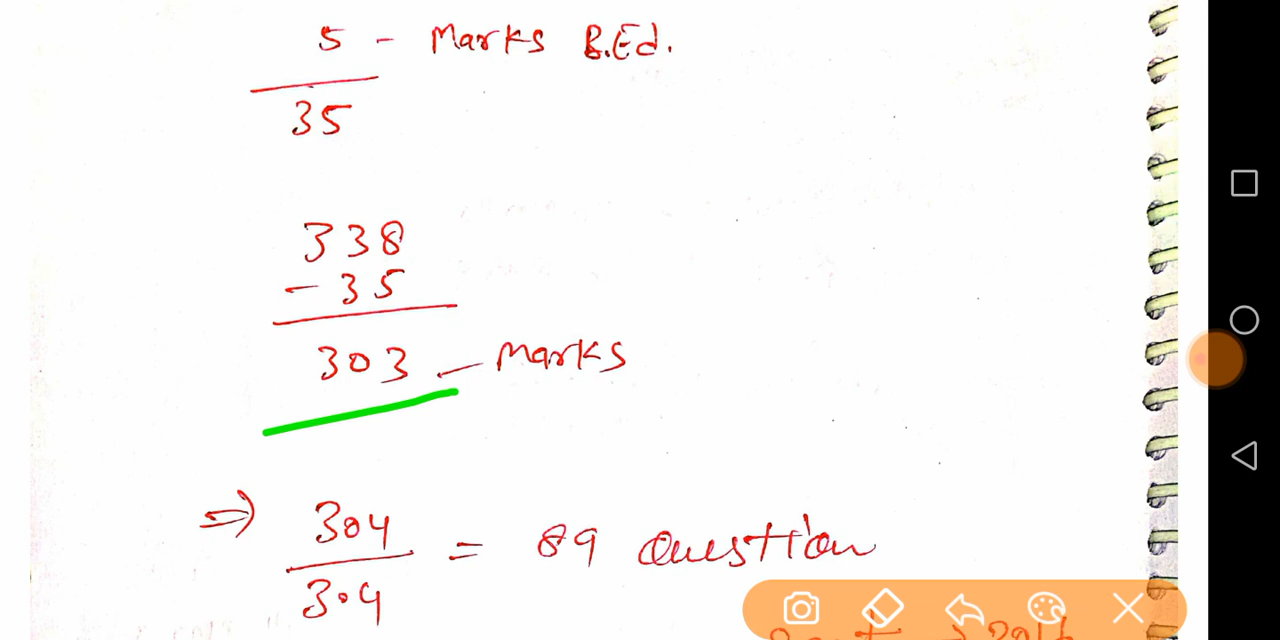 5 - Marks B.Ed.
35
338
- 35
303 - Marks
⇒ 304
3.4 = 89 Question